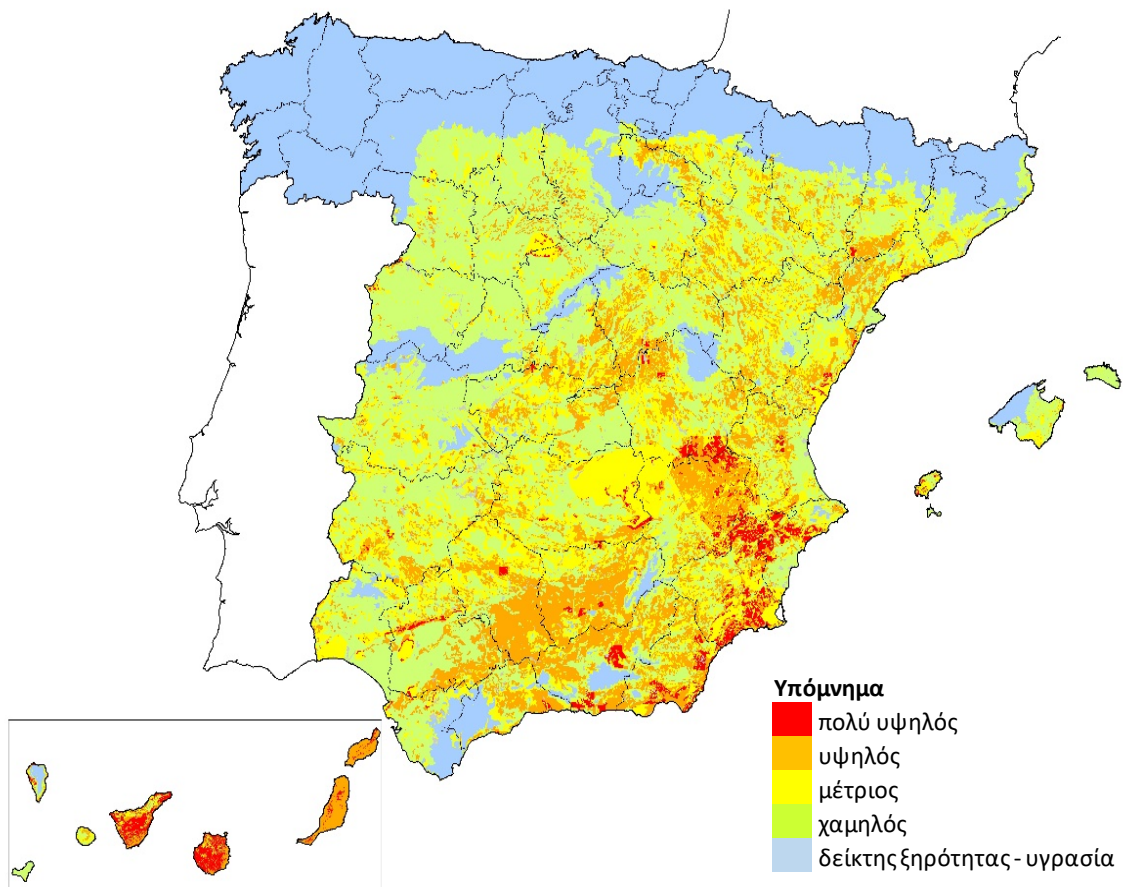 Υπόμνημα
πολύ υψηλός
υψηλός
μέτριος
χαμηλός
δείκτης ξηρότητας - υγρασία